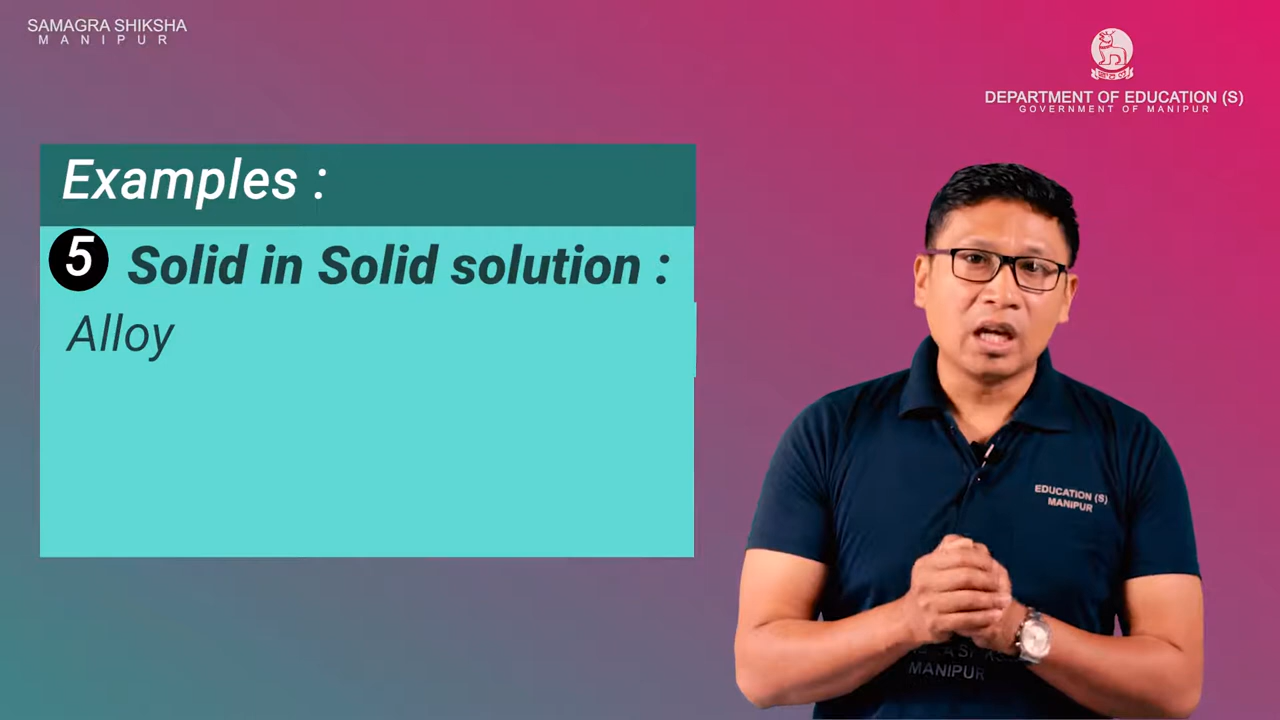 SAMAGRA SHIKSHA
MANIPUR
DEPARTMENT OF EDUCATION (S)
GOVERNMENT OF MANIPUR
Examples :
5 Solid in Solid solution :
Alloy
EDUCATION (S)
MANIPUR
MANIPUR